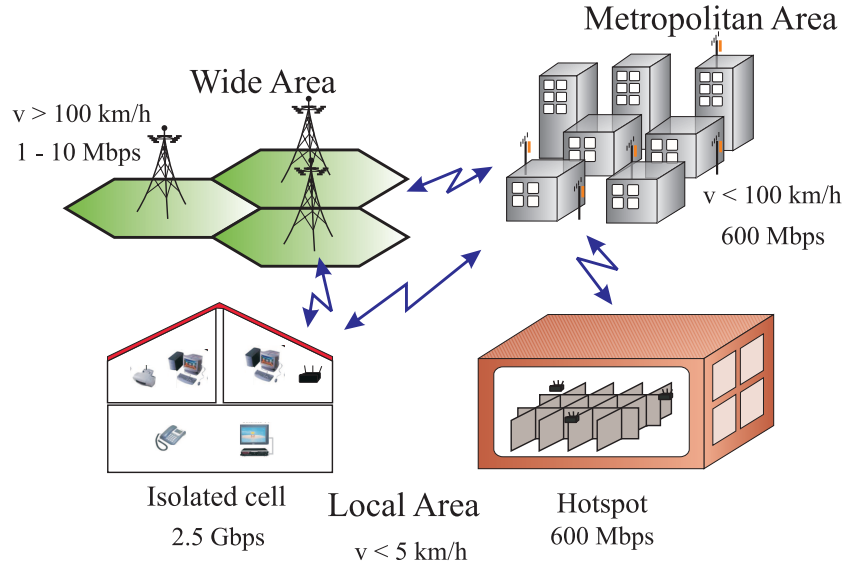 Metropolitan Area
Wide Area
v > 100 km/h
1 - 10 Mbps
v < 100 km/h
600 Mbps
Isolated cell
2.5 Gbps
Local Area
v < 5 km/h
Hotspot
600 Mbps